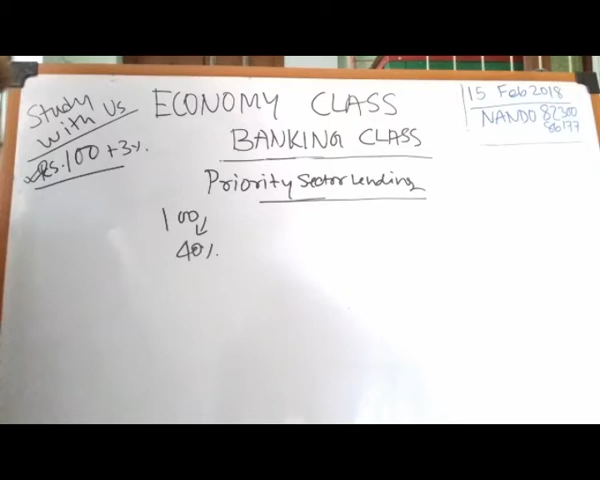 Study
With Us
Rs.100 + 3%.
ECONOMY CLASS
BANKING CLASS
Priority Sector Lending
15 Feb 2018
NANDO 82300
86177
100
40%.